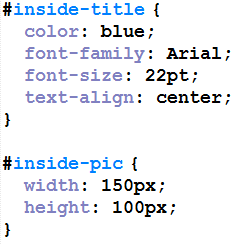 #inside-title {
  color: blue;
  font-family: Arial;
  font-size: 22pt;
  text-align: center;
}

#inside-pic {
  width: 150px;
  height: 100px;
}